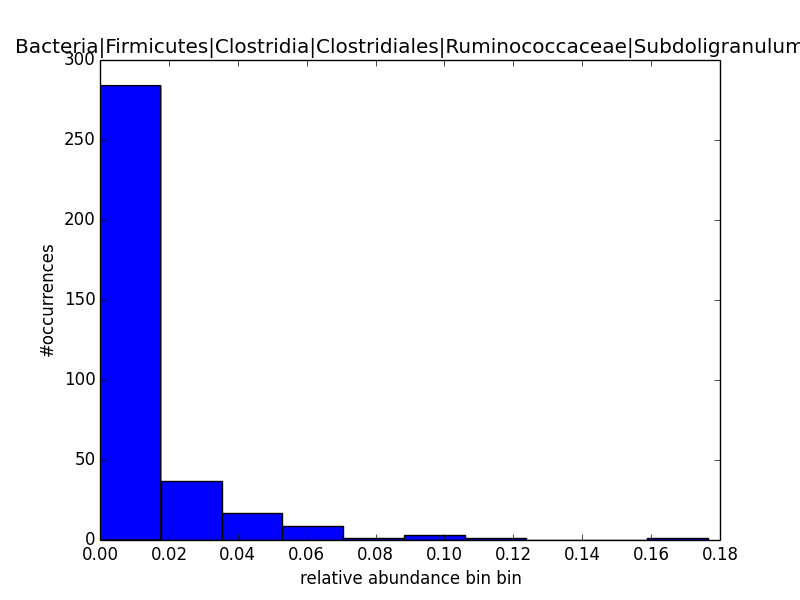 Bacteria|Firmicutes|Clostridia|Clostridiales|Ruminococcaceae|Subdoligranulum
300
250
200
150
100
50
0
#occurrences
0.00 0.02 0.04 0.06 0.08 0.10 0.12 0.14 0.16 0.18
relative abundance bin bin